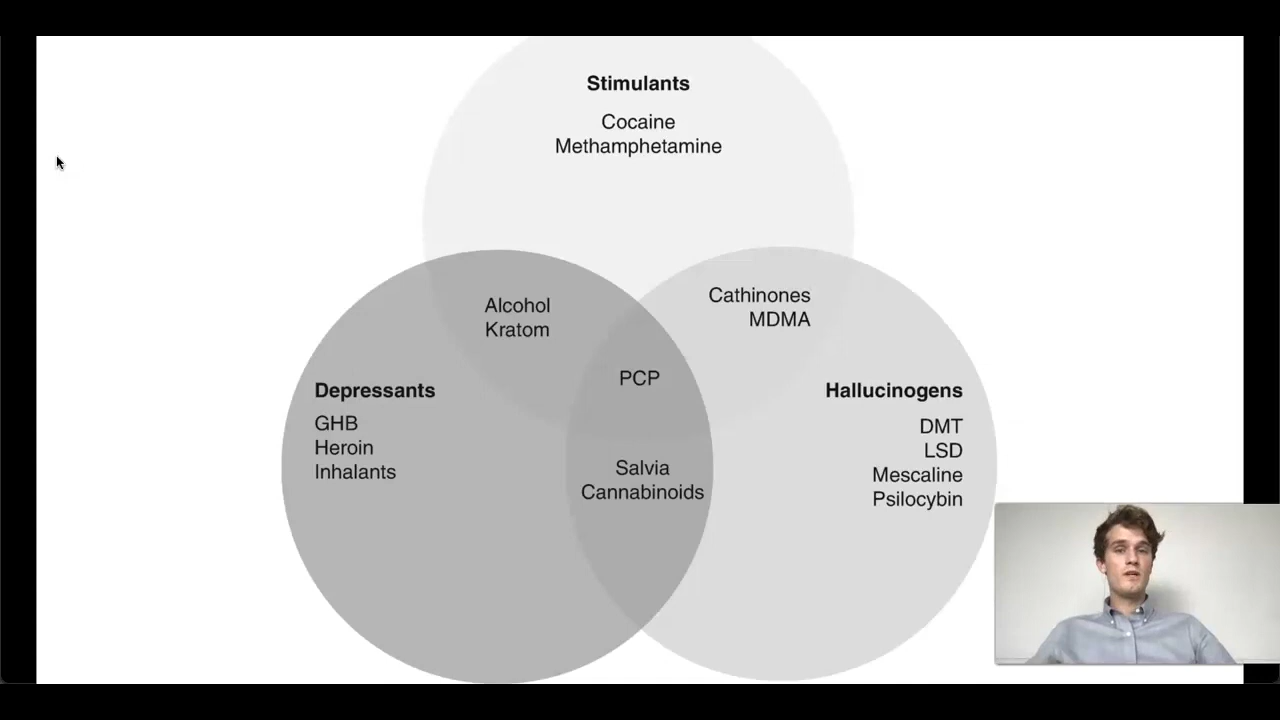 Stimulants
Cocaine
Methamphetamine
Alcohol
Kratom
Cathinones
MDMA
PCP
Depressants
GHB
Heroin
Inhalants
Hallucinogens
DMT
LSD
Mescaline
Psilocybin
Salvia
Cannabinoids